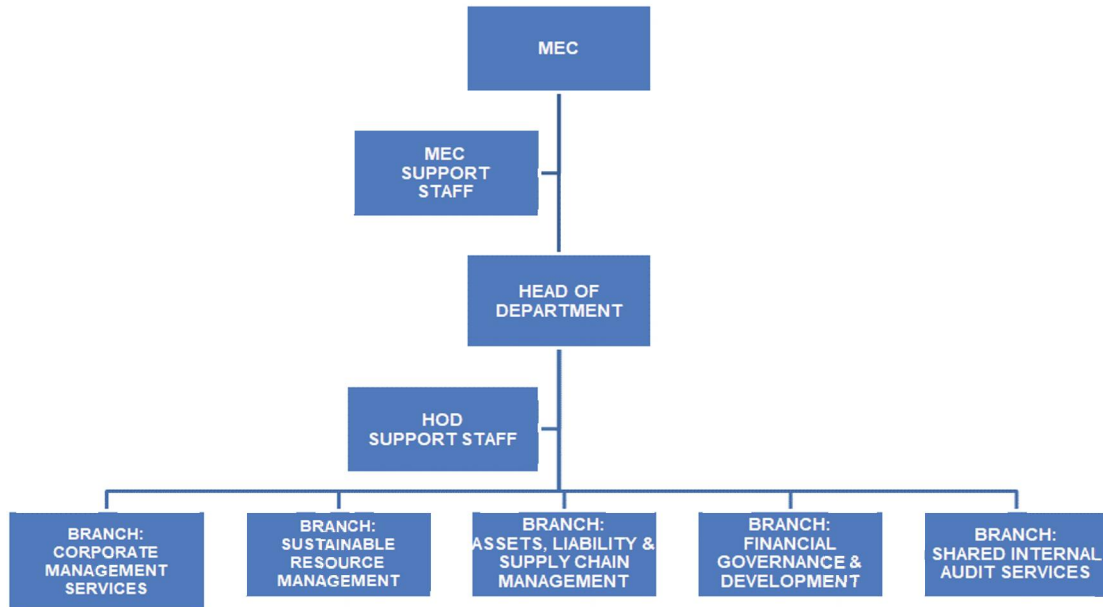 MEC
MEC
SUPPORT
STAFF
HEAD OF
DEPARTMENT
HOD
SUPPORT STAFF
BRANCH:
CORPORATE
MANAGEMENT
SERVICES
BRANCH:
SUSTAINABLE
RESOURCE
MANAGEMENT
BRANCH:
ASSETS, LIABILITY &
SUPPLY CHAIN
MANAGEMENT
BRANCH:
FINANCIAL
GOVERNANCE &
DEVELOPMENT
BRANCH:
SHARED INTERNAL
AUDIT SERVICES